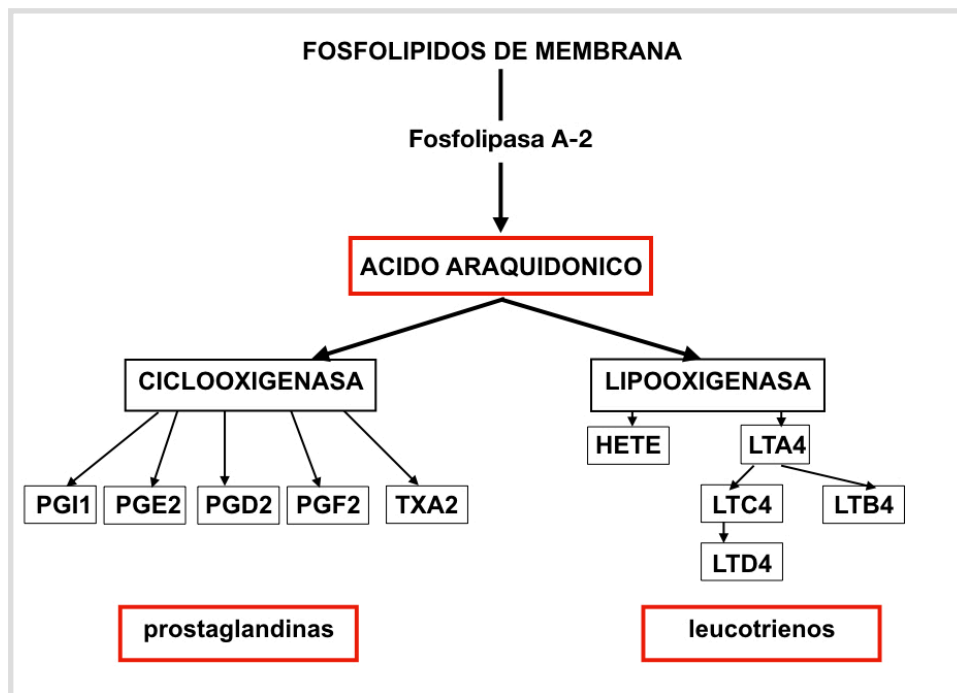 FOSFOLIPIDOS DE MEMBRANA
Fosfolipasa A-2
ACIDO ARAQUIDONICO
CICLOOXIGENASA
LIPOOXIGENASA
HETE
LTA4
PGI1
PGE2
PGD2
PGF2
TXA2
LTC4
LTB4
LTD4
prostaglandinas
leucotrienos